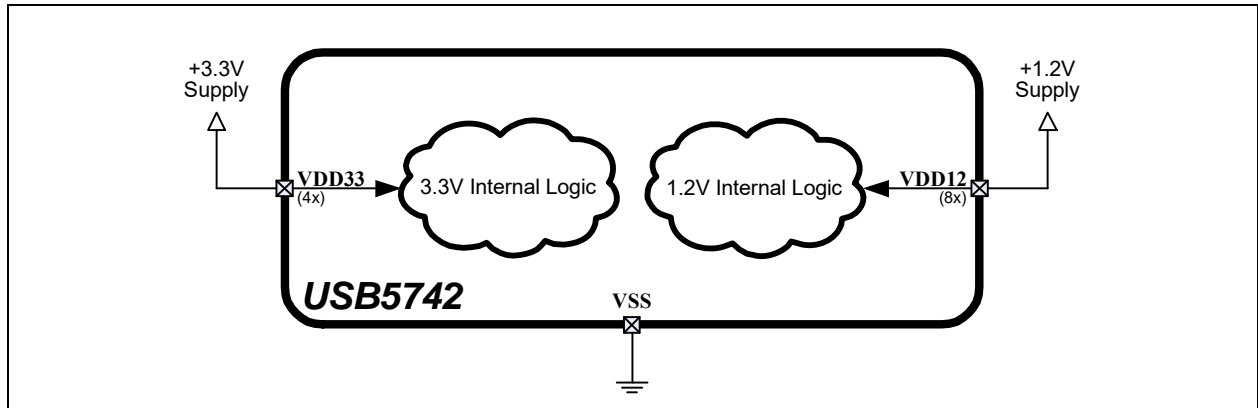 +3.3V
Supply
+1.2V
Supply
VDD33
(4x)
3.3V Internal Logic
1.2V Internal Logic
VDD12
(8x)
USB5742
VSS